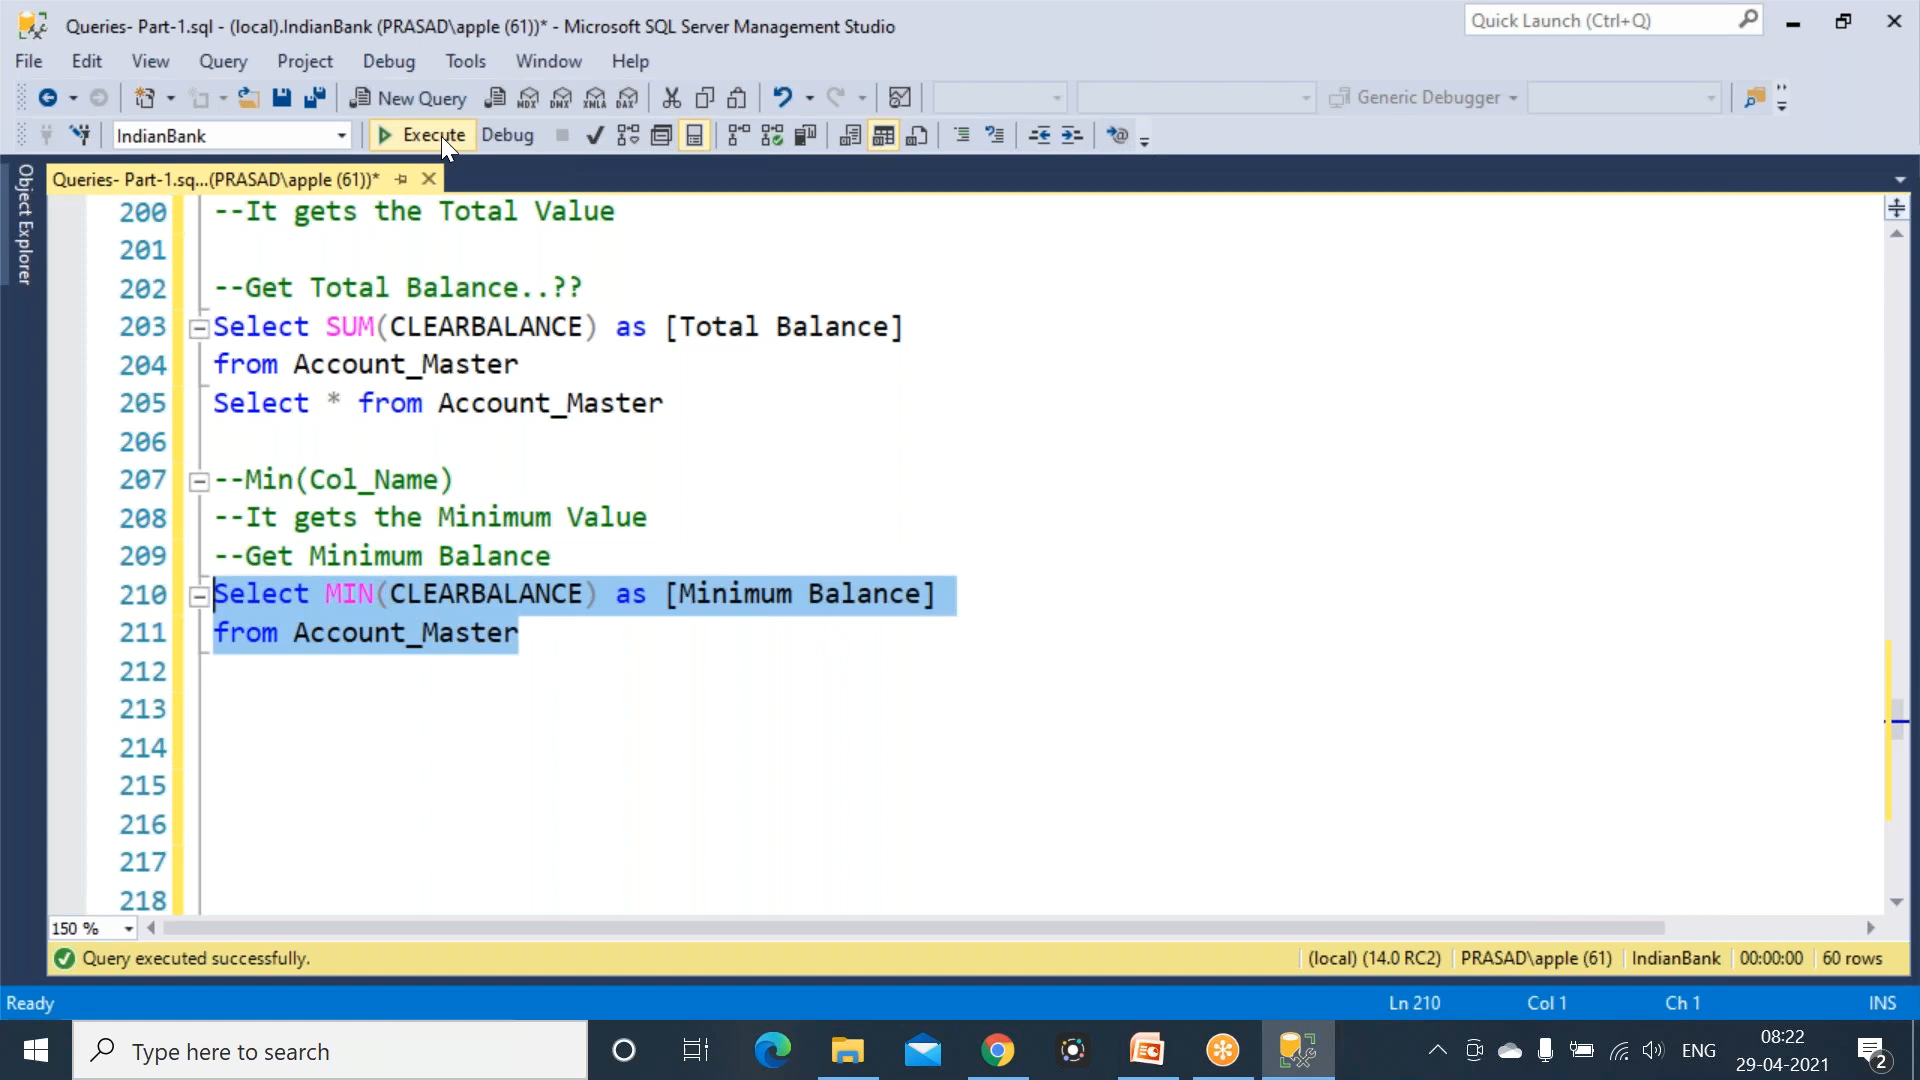 Queries- Part-1.sql - (local).IndianBank (PRASAD\apple (61))* - Microsoft SQL Server Management Studio
Quick Launch (Ctrl+Q)
File Edit View Query Project Debug Tools Window Help
New Query MDX DMX XMLA DAX Generic Debugger
IndianBank Execute Debug
Object Explorer
Queries- Part-1.sq...(PRASAD\apple (61))*
200 --It gets the Total Value
201
202 --Get Total Balance..??
203 Select SUM(CLEARBALANCE) as [Total Balance]
204 from Account_Master
205 Select * from Account_Master
206
207 --Min(Col_Name)
208 --It gets the Minimum Value
209 --Get Minimum Balance
210 Select MIN(CLEARBALANCE) as [Minimum Balance]
211 from Account_Master
212
213
214
215
216
217
218
150 %
Query executed successfully. (local) (14.0 RC2) PRASAD\apple (61) IndianBank 00:00:00 60 rows
Ready Ln 210 Col 1 Ch 1 INS
Type here to search ENG 08:22
29-04-2021 2